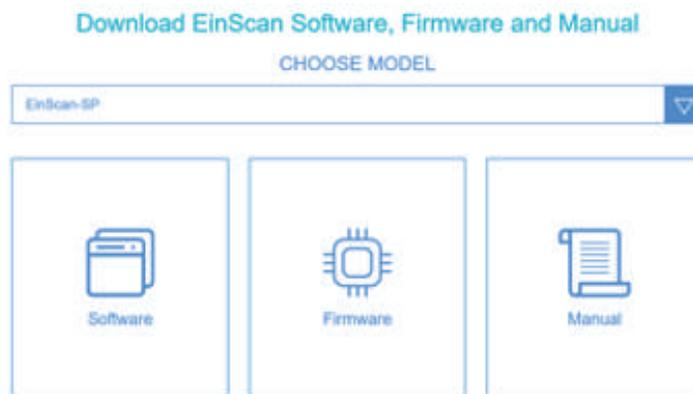 Download EinScan Software, Firmware and Manual
CHOOSE MODEL
EinScan-SP
Software
Firmware
Manual